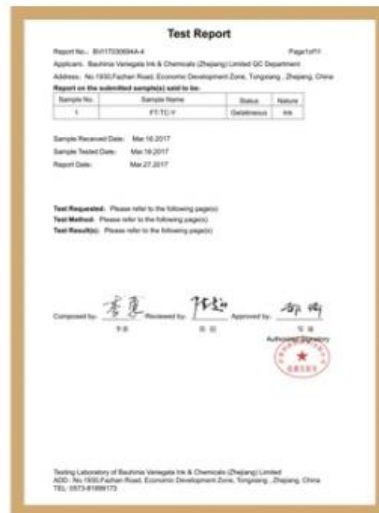 Test Report
Report No.: BVI17030694A-4 Page1of11
Applicant: Bauhinia Variegata Ink & Chemicals (Zhejiang) Limited QC Department
Address: No.1930,Fazhan Road, Economic Development Zone, Tongxiang , Zhejiang, China
Report on the submitted sample(s) said to be:
Sample No. Sample Name Status Nature
1 FT-TC-Y Gelatinous Ink
Sample Received Date: Mar.16.2017
Sample Tested Date: Mar.18.2017
Report Date: Mar.27.2017
Test Requested: Please refer to the following page(s)
Test Method: Please refer to the following page(s)
Test Result(s): Please refer to the following page(s)
Composed by: Reviewed by: Approved by:
Authorized Signatory
Testing Laboratory of Bauhinia Variegata Ink & Chemicals (Zhejiang) Limited
ADD.: No.1930,Fazhan Road, Economic Development Zone, Tongxiang , Zhejiang, China
TEL: 0573-81899173